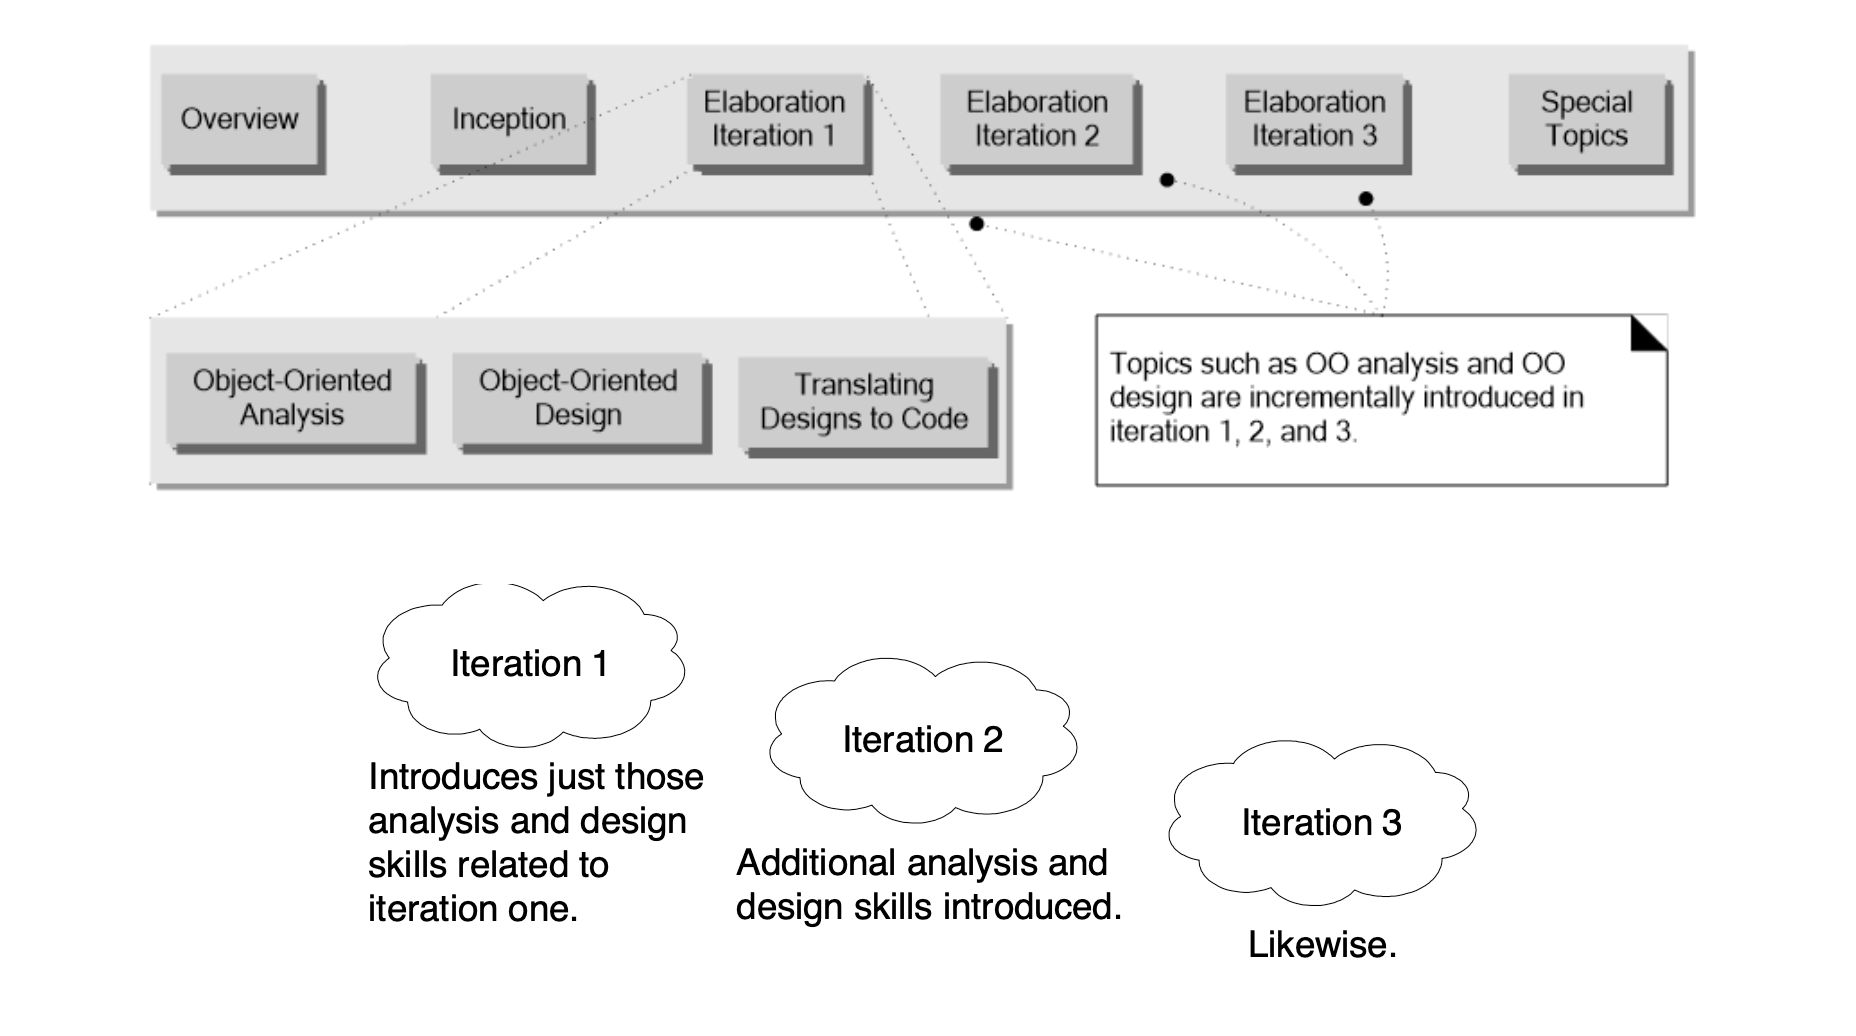 Overview
Inception
Elaboration
Iteration 1
Elaboration
Iteration 2
Elaboration
Iteration 3
Special
Topics
Object-Oriented
Analysis
Object-Oriented
Design
Translating
Designs to Code
Topics such as OO analysis and OO
design are incrementally introduced in
iteration 1, 2, and 3.
Iteration 1
Introduces just those
analysis and design
skills related to
iteration one.
Iteration 2
Additional analysis and
design skills introduced.
Iteration 3
Likewise.